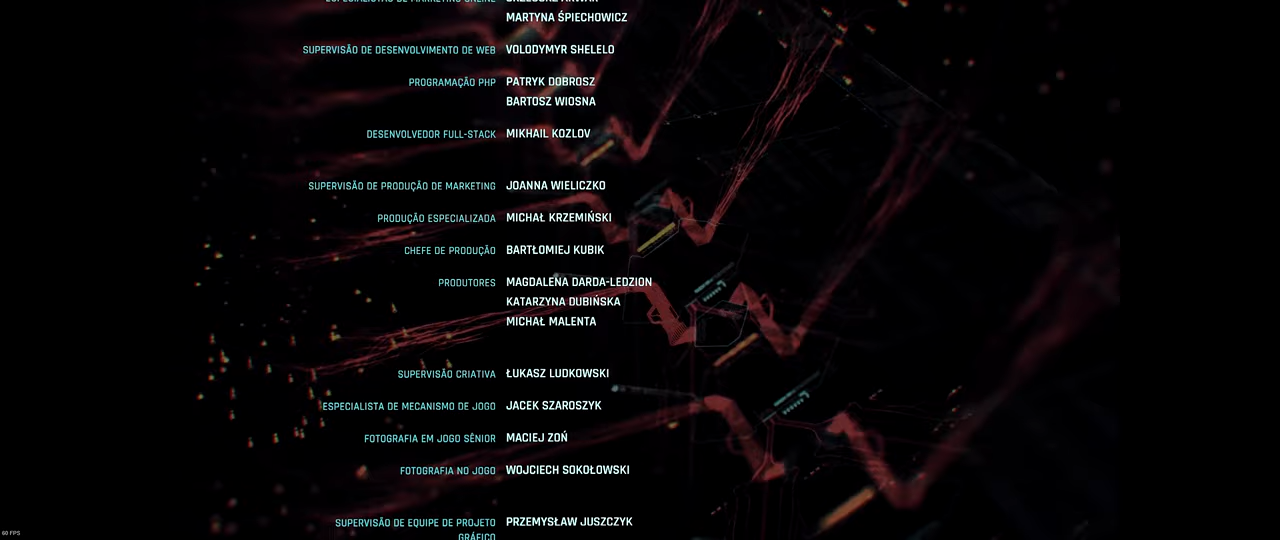 ESPECIALISTAS DE MARKETING ONLINE
MARTYNA ŚPIECHOWICZ
SUPERVISÃO DE DESENVOLVIMENTO DE WEB VOLODYMYR SHELELO
PROGRAMAÇÃO PHP PATRYK DOBROSZ
BARTOSZ WIOSNA
DESENVOLVEDOR FULL-STACK MIKHAIL KOZLOV
SUPERVISÃO DE PRODUÇÃO DE MARKETING JOANNA WIELICZKO
PRODUÇÃO ESPECIALIZADA MICHAŁ KRZEMIŃSKI
CHEFE DE PRODUÇÃO BARTŁOMIEJ KUBIK
PRODUTORES MAGDALENA DARDA-LEDZION
KATARZYNA DUBIŃSKA
MICHAŁ MALENTA
SUPERVISÃO CRIATIVA ŁUKASZ LUDKOWSKI
ESPECIALISTA DE MECANISMO DE JOGO JACEK SZAROSZYK
FOTOGRAFIA EM JOGO SÊNIOR MACIEJ ZOŃ
FOTOGRAFIA NO JOGO WOJCIECH SOKOŁOWSKI
SUPERVISÃO DE EQUIPE DE PROJETO PRZEMYSŁAW JUSZCZYK
GRÁFICO
60 FPS